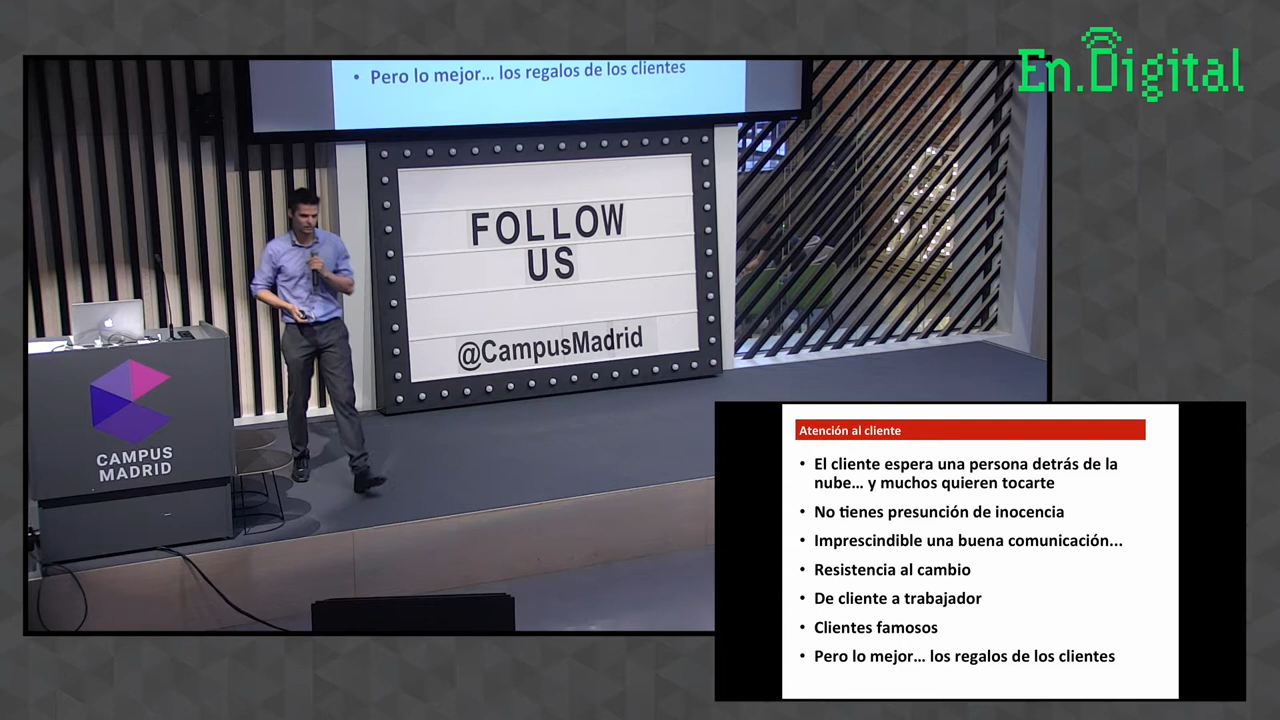 En.Digital
• Pero lo mejor... los regalos de los clientes
FOLLOW
US
@CampusMadrid
CAMPUS
MADRID
Atención al cliente
• El cliente espera una persona detrás de la
nube... y muchos quieren tocarte
• No tienes presunción de inocencia
• Imprescindible una buena comunicación...
• Resistencia al cambio
• De cliente a trabajador
• Clientes famosos
• Pero lo mejor... los regalos de los clientes